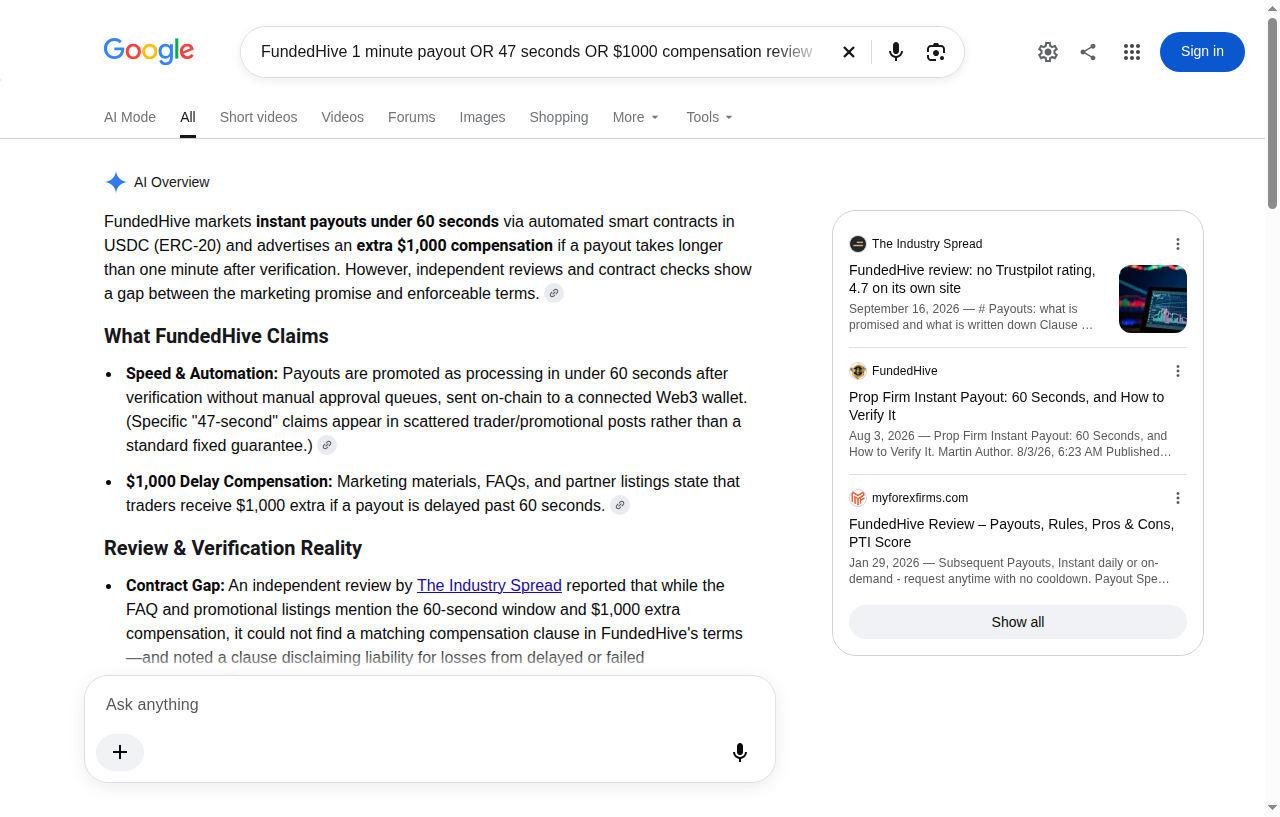 Google
FundedHive 1 minute payout OR 47 seconds OR $1000 compensation review
Sign in
AI Mode
All
Short videos
Videos
Forums
Images
Shopping
More
Tools
AI Overview
FundedHive markets instant payouts under 60 seconds via automated smart contracts in
USDC (ERC-20) and advertises an extra $1,000 compensation if a payout takes longer
than one minute after verification. However, independent reviews and contract checks show
a gap between the marketing promise and enforceable terms.
What FundedHive Claims
Speed & Automation: Payouts are promoted as processing in under 60 seconds after
verification without manual approval queues, sent on-chain to a connected Web3 wallet.
(Specific "47-second" claims appear in scattered trader/promotional posts rather than a
standard fixed guarantee.)
$1,000 Delay Compensation: Marketing materials, FAQs, and partner listings state that
traders receive $1,000 extra if a payout is delayed past 60 seconds.
Review & Verification Reality
Contract Gap: An independent review by The Industry Spread reported that while the
FAQ and promotional listings mention the 60-second window and $1,000 extra
compensation, it could not find a matching compensation clause in FundedHive's terms
—and noted a clause disclaiming liability for losses from delayed or failed
Ask anything
The Industry Spread
FundedHive review: no Trustpilot rating,
4.7 on its own site
September 16, 2026 — # Payouts: what is
promised and what is written down Clause ...
FundedHive
Prop Firm Instant Payout: 60 Seconds, and How to
Verify It
Aug 3, 2026 — Prop Firm Instant Payout: 60 Seconds, and
How to Verify It. Martin Author. 8/3/26, 6:23 AM Published...
myforexfirms.com
FundedHive Review – Payouts, Rules, Pros & Cons,
PTI Score
Jan 29, 2026 — Subsequent Payouts, Instant daily or on-
demand - request anytime with no cooldown. Payout Spe...
Show all